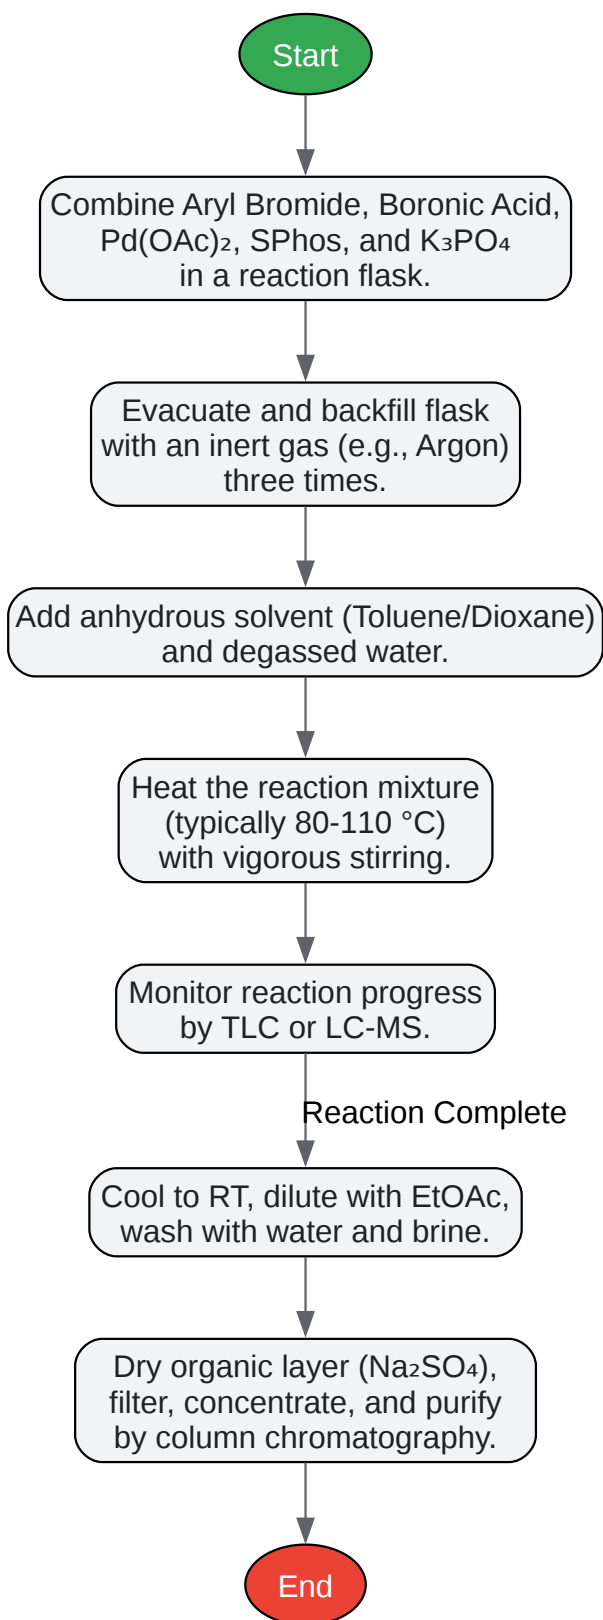 Start
Combine Aryl Bromide, Boronic Acid,
Pd(OAc)₂, SPhos, and K₃PO₄
in a reaction flask.
Evacuate and backfill flask
with an inert gas (e.g., Argon)
three times.
Add anhydrous solvent (Toluene/Dioxane)
and degassed water.
Heat the reaction mixture
(typically 80-110 °C)
with vigorous stirring.
Monitor reaction progress
by TLC or LC-MS.
Reaction Complete
Cool to RT, dilute with EtOAc,
wash with water and brine.
Dry organic layer (Na₂SO₄),
filter, concentrate, and purify
by column chromatography.
End